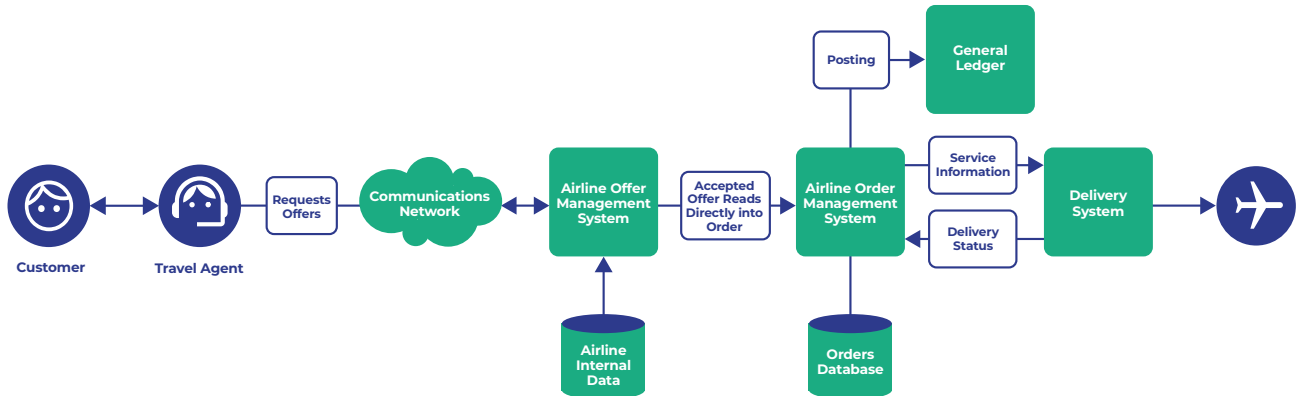 Customer
Travel Agent
Requests
Offers
Communications
Network
Airline Offer
Management
System
Airline
Internal
Data
Accepted
Offer Reads
Directly into
Order
Posting
General
Ledger
Airline Order
Management
System
Orders
Database
Service
Information
Delivery
Status
Delivery
System